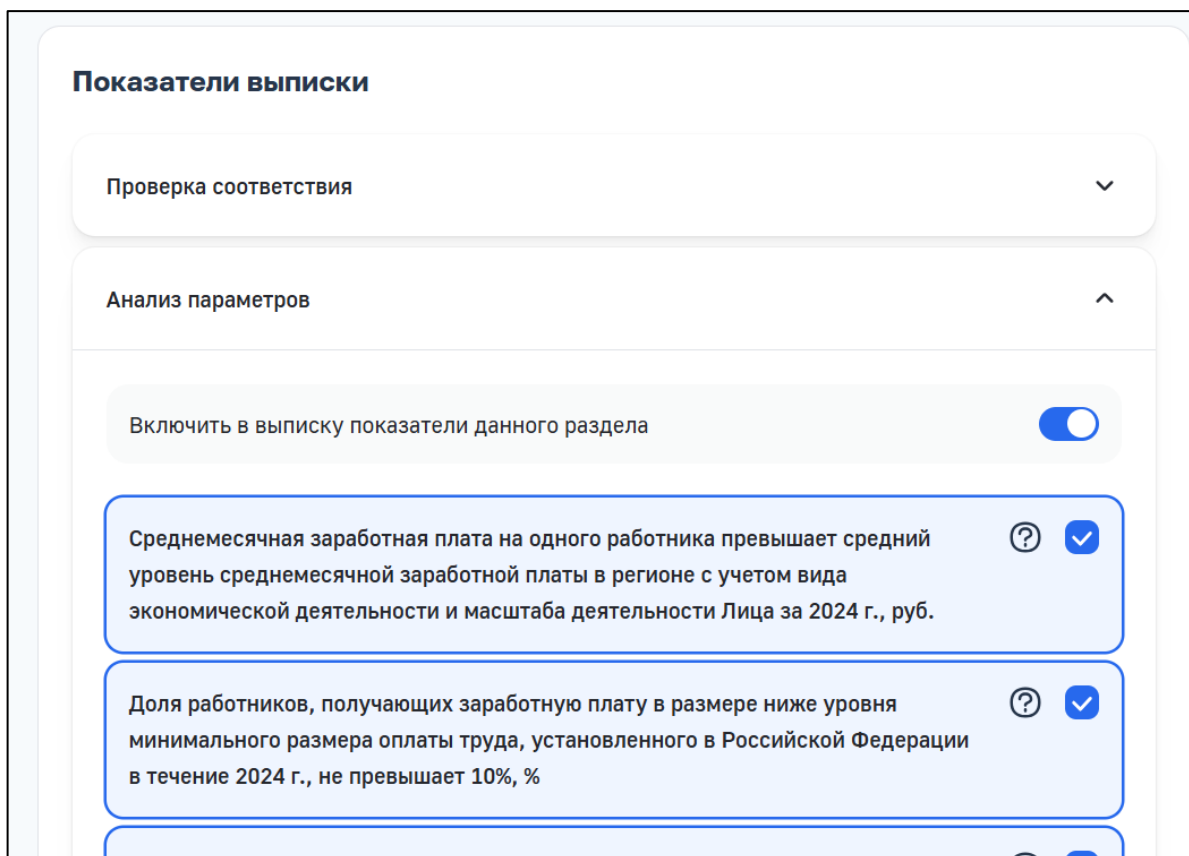 Показатели выписки
Проверка соответствия
Анализ параметров
Включить в выписку показатели данного раздела
Среднемесячная заработная плата на одного работника превышает средний
уровень среднемесячной заработной платы в регионе с учетом вида
экономической деятельности и масштаба деятельности Лица за 2024 г., руб.
Доля работников, получающих заработную плату в размере ниже уровня
минимального размера оплаты труда, установленного в Российской Федерации
в течение 2024 г., не превышает 10%, %